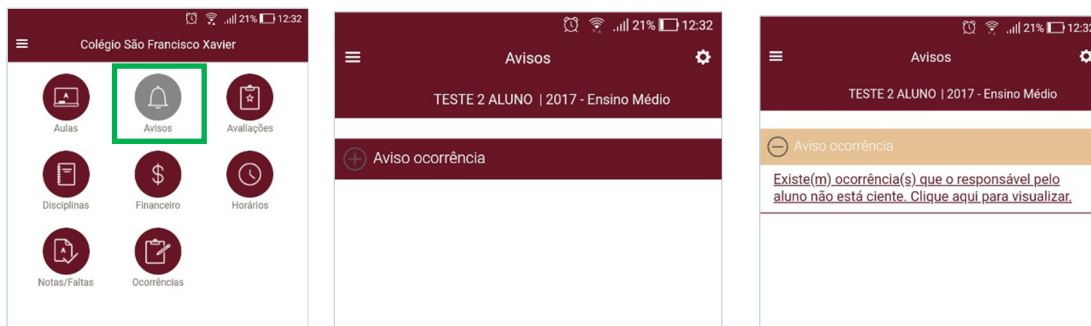 21% 12:32
Colégio São Francisco Xavier
Aulas
Avisos
Avaliações
Disciplinas
Financeiro
Horários
Notas/Faltas
Ocorrências
21% 12:32
Avisos
TESTE 2 ALUNO | 2017 - Ensino Médio
Aviso ocorrência
21% 12:32
Avisos
TESTE 2 ALUNO | 2017 - Ensino Médio
Aviso ocorrência
Existe(m) ocorrência(s) que o responsável pelo
aluno não está ciente. Clique aqui para visualizar.